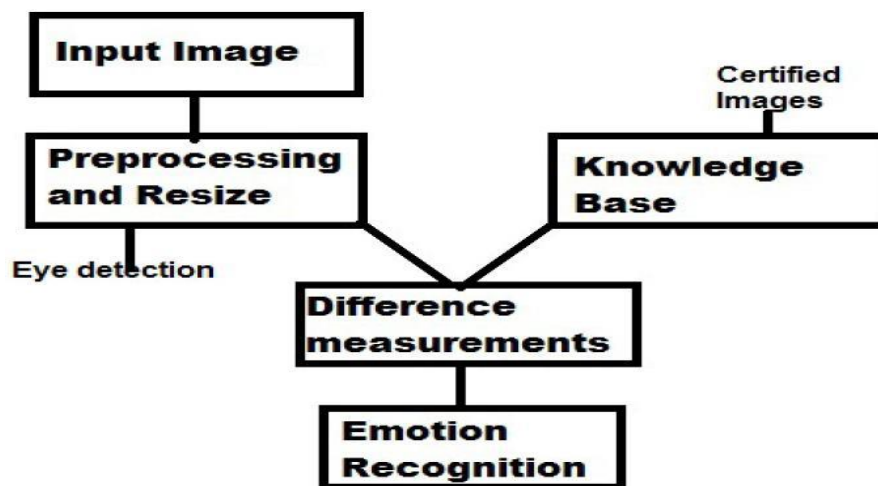 Input Image
Certified
Images
Preprocessing
and Resize
Knowledge
Base
Eye detection
Difference
measurements
Emotion
Recognition